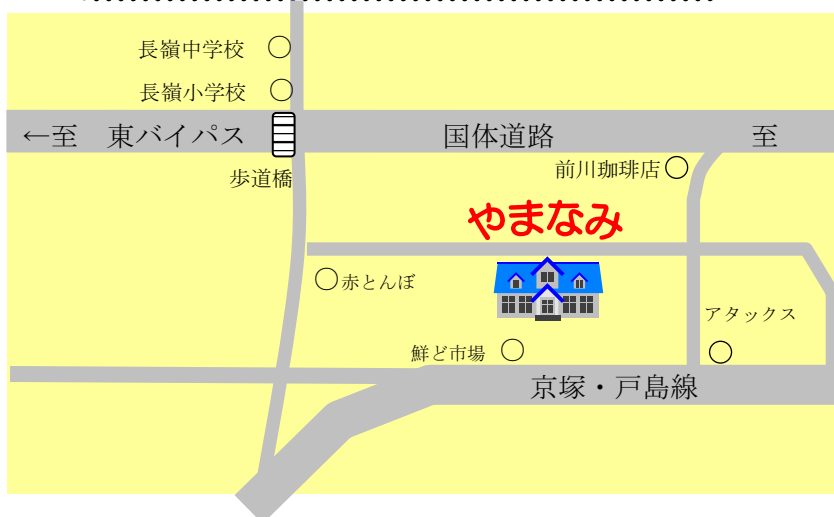 長嶺中学校
長嶺小学校
←至 東バイパス
国体道路
至
歩道橋
前川珈琲店
やまなみ
赤とんぼ
アタックス
鮮ど市場
京塚・戸島線